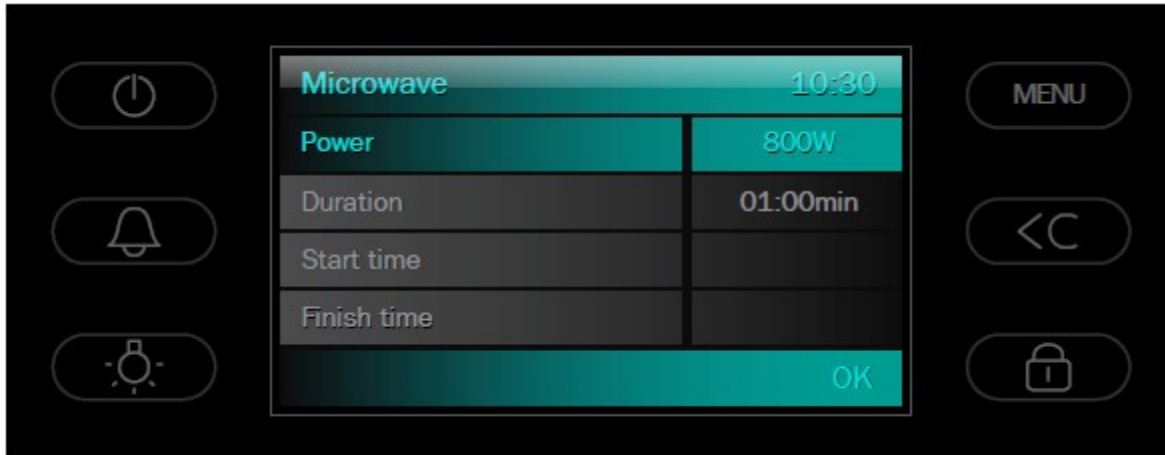 Microwave 10:30
MENU
Power 800W
Duration 01:00min
<C
Start time
Finish time
OK